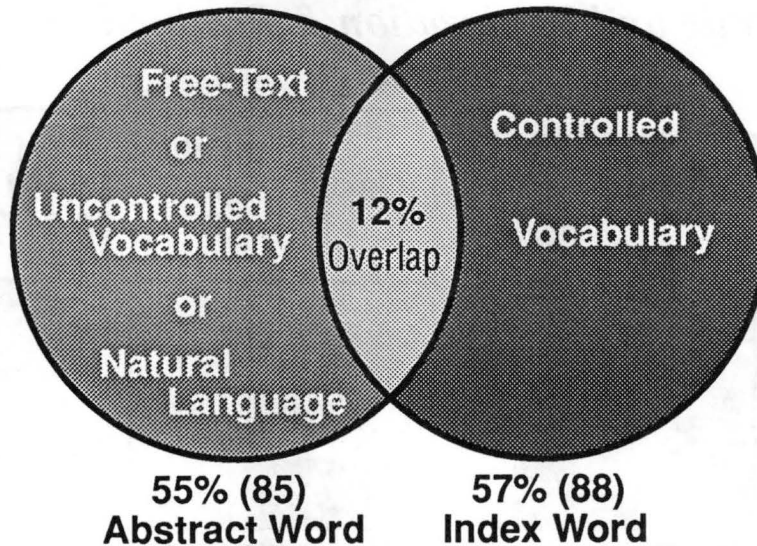 Free-Text
or
Uncontrolled
Vocabulary
or
Natural
Language
12%
Overlap
Controlled
Vocabulary
55% (85)
Abstract Word
57% (88)
Index Word